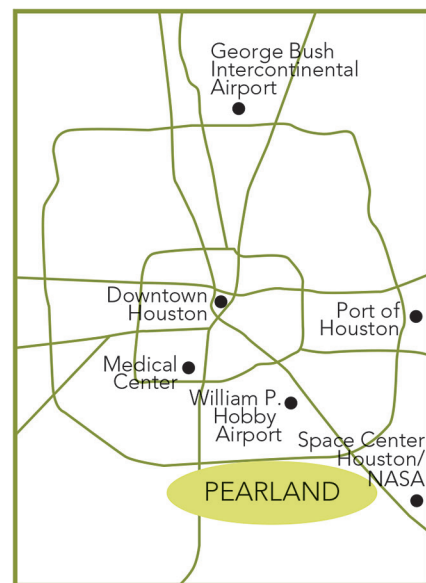 George Bush
Intercontinental
Airport
Downtown
Houston
Port of
Houston
Medical
Center
William P.
Hobby
Airport
Space Center
Houston/
NASA
PEARLAND